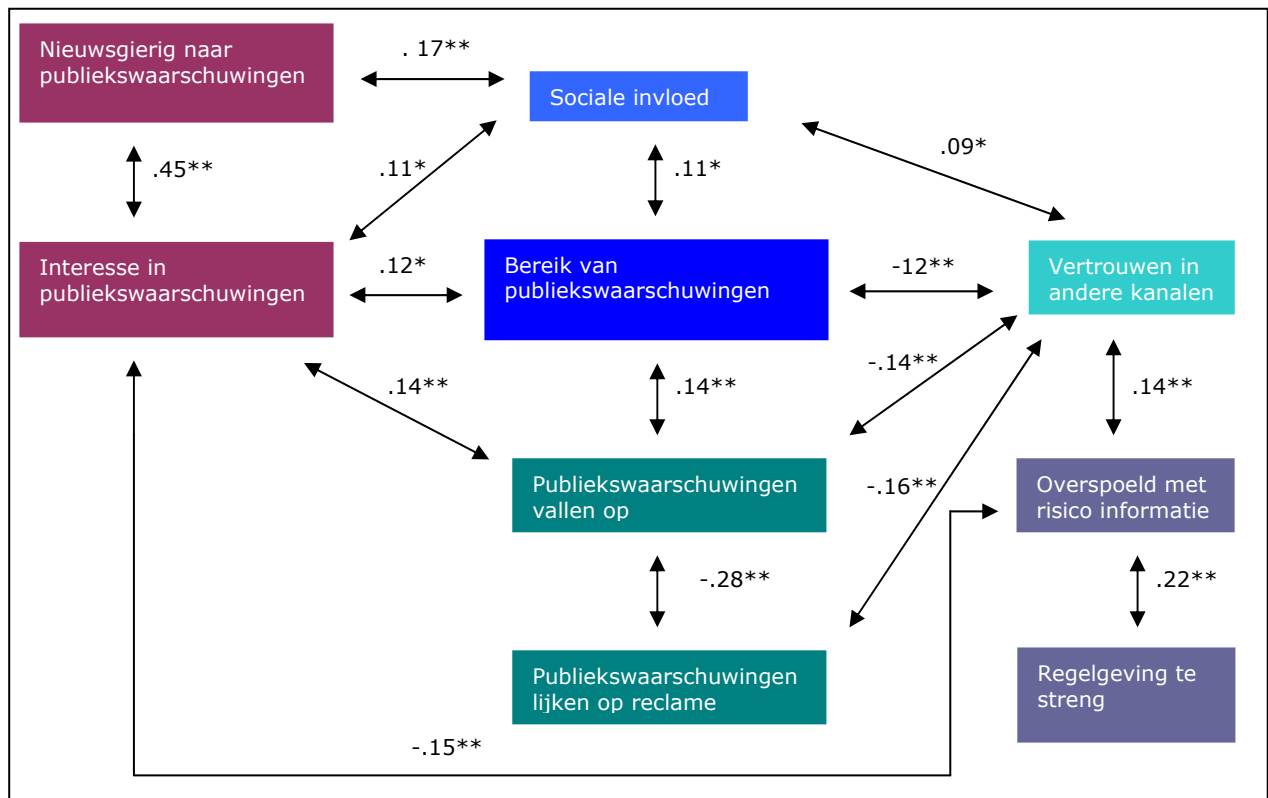 Nieuwsgierig naar
publiekswaarschuwingen
. 17**
Sociale invloed
.45**
.11*
.11*
.09*
Interesse in
publiekswaarschuwingen
.12*
Bereik van
publiekswaarschuwingen
-12**
Vertrouwen in
andere kanalen
.14**
.14**
-.14**
.14**
Publiekswaarschuwingen
vallen op
-.16**
Overspoeld met
risico informatie
-.28**
.22**
Publiekswaarschuwingen
lijken op reclame
Regelgeving te
streng
-.15**